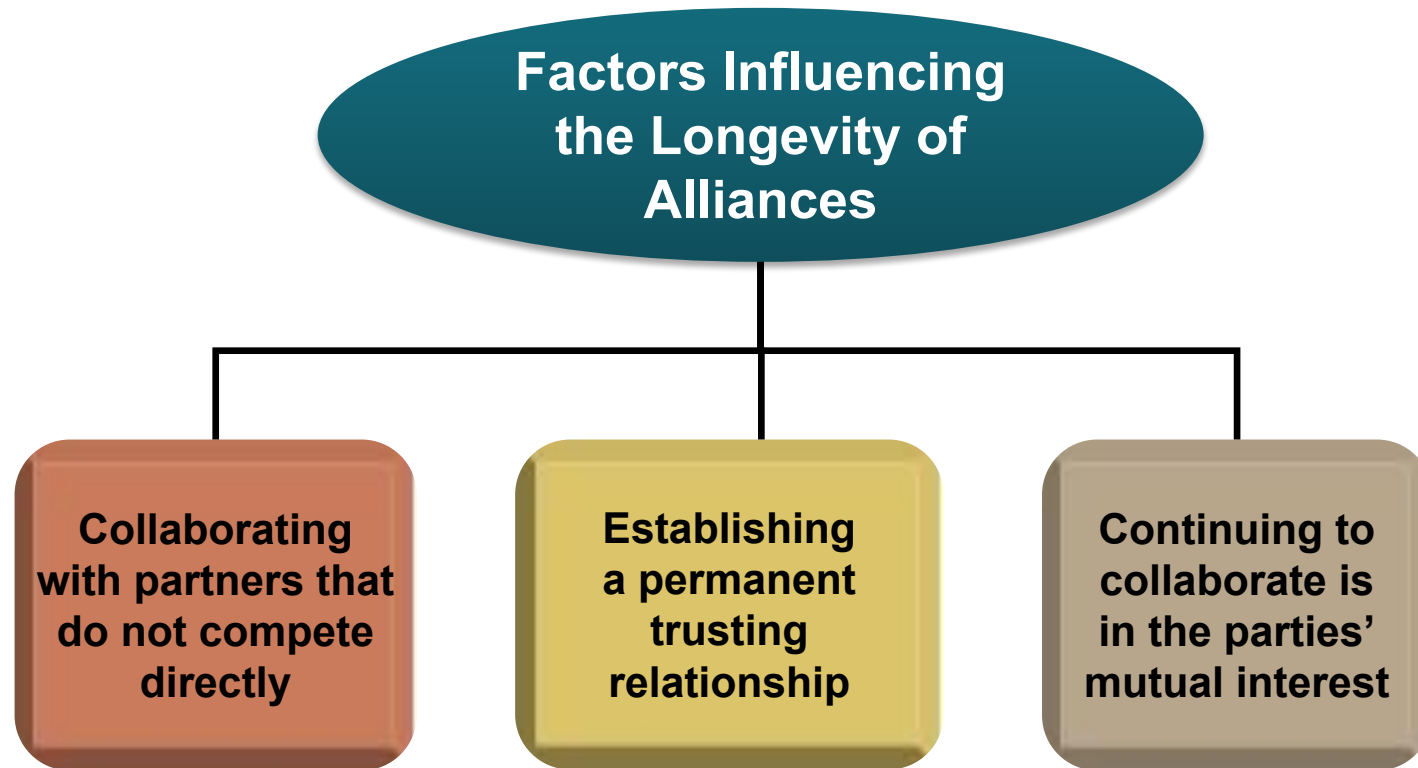 Factors Influencing
the Longevity of
Alliances
Collaborating
with partners that
do not compete
directly
Establishing
a permanent
trusting
relationship
Continuing to
collaborate is
in the parties’
mutual interest